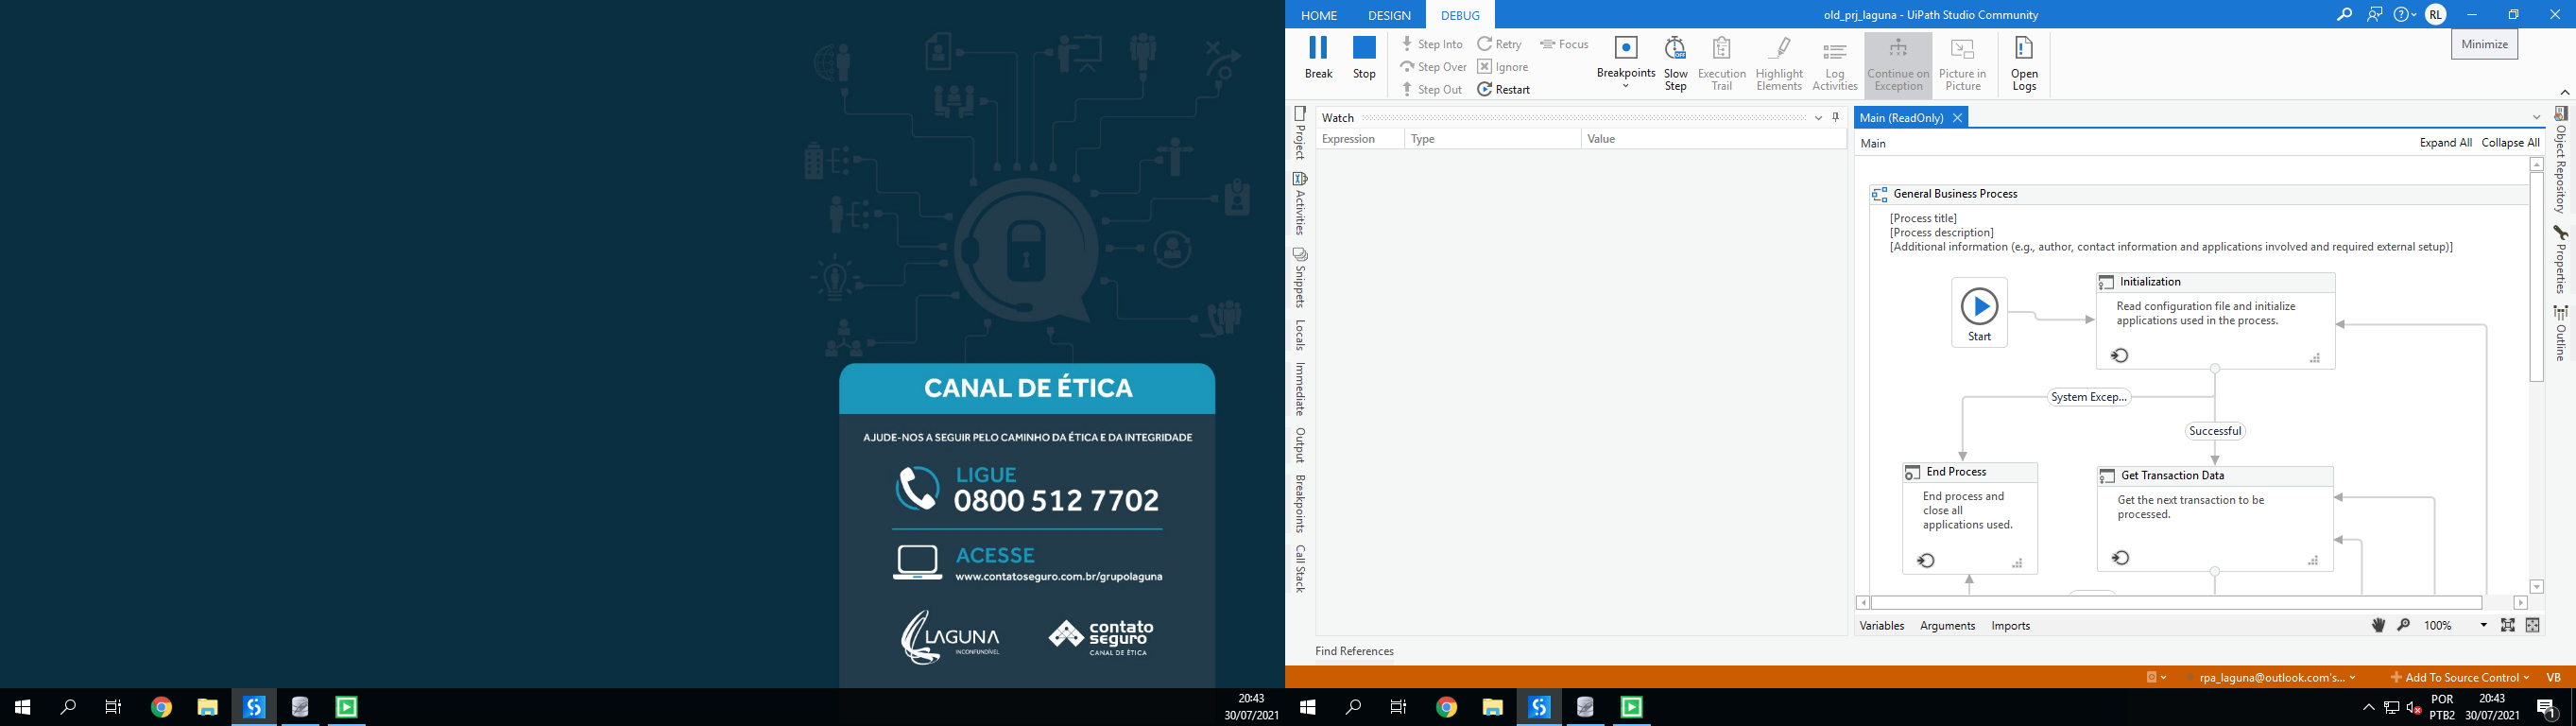 CANAL DE ÉTICA
AJUDE-NOS A SEGUIR PELO CAMINHO DA ÉTICA E DA INTEGRIDADE
LIGUE
0800 512 7702
ACESSE
www.contatoseguro.com.br/grupolaguna
LAGUNA
INCONFUNDÍVEL
contato
seguro
CANAL DE ÉTICA
20:43
30/07/2021
HOME DESIGN DEBUG
old_prj_laguna - UiPath Studio Community
RL
Minimize
Break
Stop
Step Into
Step Over
Step Out
Retry
Ignore
Restart
Focus
Breakpoints
Slow
Step
Execution
Trail
Highlight
Elements
Log
Activities
Continue on
Exception
Picture in
Picture
Open
Logs
Project
Activities
Snippets
Locals
Immediate
Output
Breakpoints
Call Stack
Watch
Expression Type Value
Find References
Main (ReadOnly)
Main
Expand All Collapse All
General Business Process
[Process title]
[Process description]
[Additional information (e.g., author, contact information and applications involved and required external setup)]
Start
Initialization
Read configuration file and initialize
applications used in the process.
System Excep...
Successful
End Process
End process and
close all
applications used.
Get Transaction Data
Get the next transaction to be
processed.
Variables Arguments Imports
100%
Object Repository
Properties
Outline
rpa_laguna@outlook.com's...
Add To Source Control
VB
POR
PTB2
20:43
30/07/2021
1